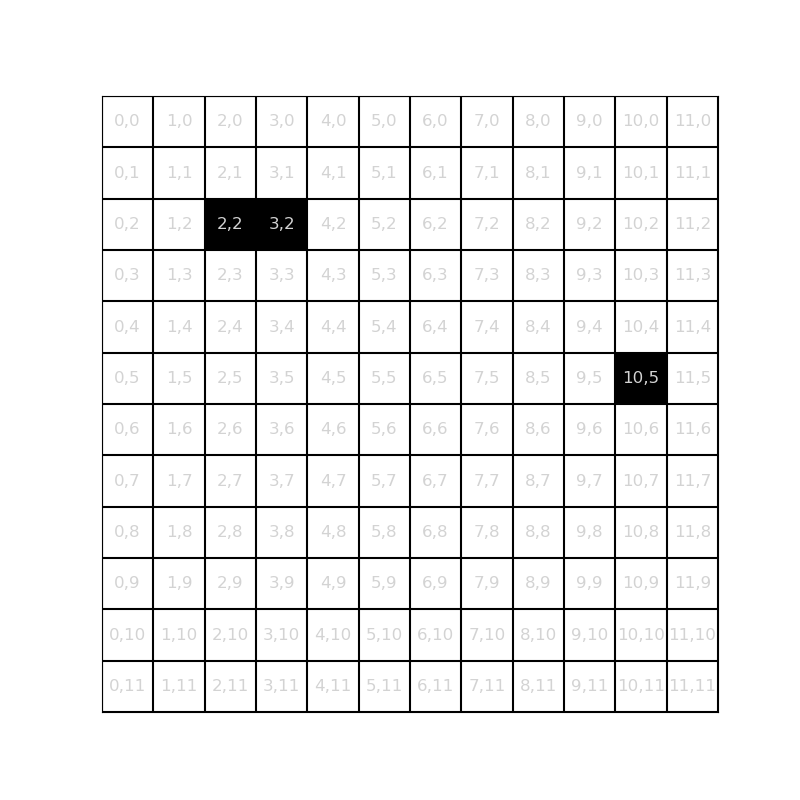 0,0 1,0 2,0 3,0 4,0 5,0 6,0 7,0 8,0 9,0 10,0 11,0
0,1 1,1 2,1 3,1 4,1 5,1 6,1 7,1 8,1 9,1 10,1 11,1
0,2 1,2 2,2 3,2 4,2 5,2 6,2 7,2 8,2 9,2 10,2 11,2
0,3 1,3 2,3 3,3 4,3 5,3 6,3 7,3 8,3 9,3 10,3 11,3
0,4 1,4 2,4 3,4 4,4 5,4 6,4 7,4 8,4 9,4 10,4 11,4
0,5 1,5 2,5 3,5 4,5 5,5 6,5 7,5 8,5 9,5 10,5 11,5
0,6 1,6 2,6 3,6 4,6 5,6 6,6 7,6 8,6 9,6 10,6 11,6
0,7 1,7 2,7 3,7 4,7 5,7 6,7 7,7 8,7 9,7 10,7 11,7
0,8 1,8 2,8 3,8 4,8 5,8 6,8 7,8 8,8 9,8 10,8 11,8
0,9 1,9 2,9 3,9 4,9 5,9 6,9 7,9 8,9 9,9 10,9 11,9
0,10 1,10 2,10 3,10 4,10 5,10 6,10 7,10 8,10 9,10 10,10 11,10
0,11 1,11 2,11 3,11 4,11 5,11 6,11 7,11 8,11 9,11 10,11 11,11